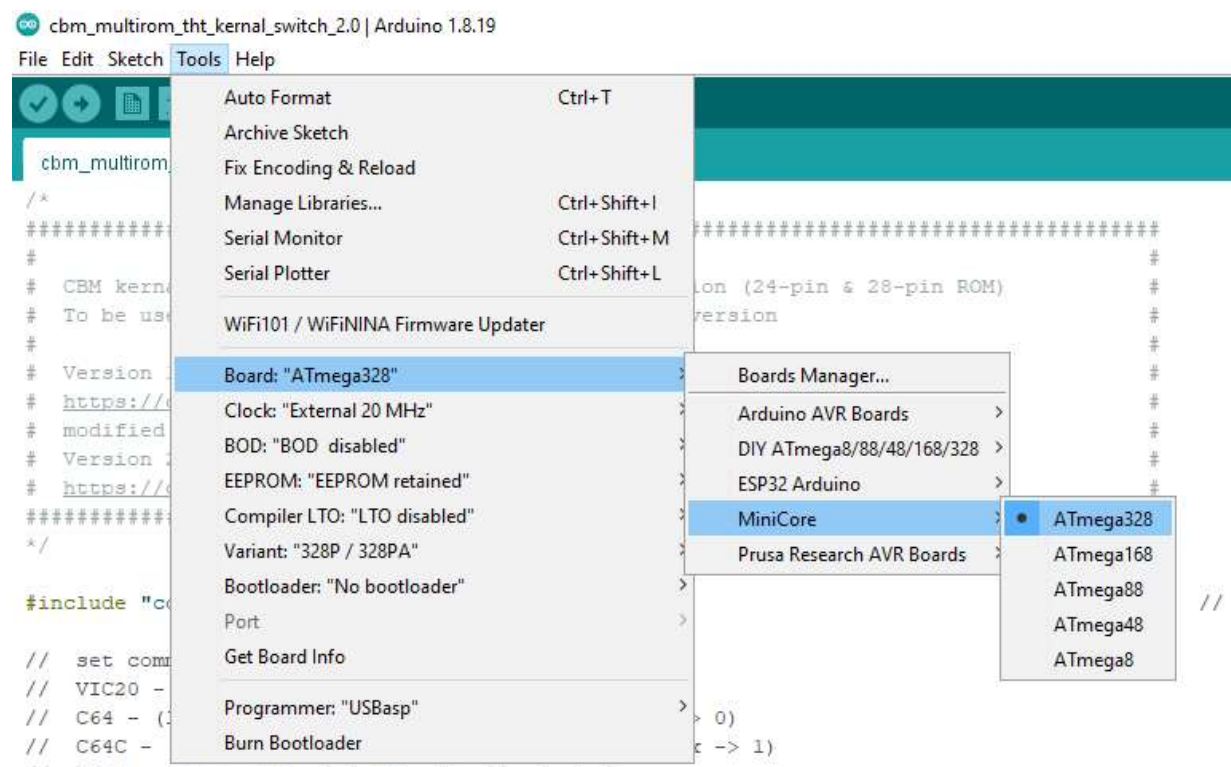 cbm_multirom_tht_kernal_switch_2.0 | Arduino 1.8.19
File Edit Sketch Tools Help
Auto Format Ctrl+T
Archive Sketch
Fix Encoding & Reload
Manage Libraries... Ctrl+Shift+I
Serial Monitor Ctrl+Shift+M
Serial Plotter Ctrl+Shift+L
WiFi101 / WiFiNINA Firmware Updater
Board: "ATmega328"
Clock: "External 20 MHz"
BOD: "BOD disabled"
EEPROM: "EEPROM retained"
Compiler LTO: "LTO disabled"
Variant: "328P / 328PA"
Bootloader: "No bootloader"
Port
Get Board Info
Programmer: "USBasp"
Burn Bootloader
Boards Manager...
Arduino AVR Boards
DIY ATmega8/88/48/168/328
ESP32 Arduino
MiniCore
Prusa Research AVR Boards
ATmega328
ATmega168
ATmega88
ATmega48
ATmega8
cbm_multirom
/*
#
# CBM (24-pin & 28-pin ROM) #
# To be #
#
# Version #
# https:// #
# modified #
# Version #
# https:// #
*/
#include //
// set
// VIC20 -
// C64 - > 0)
// C64C - -> 1)